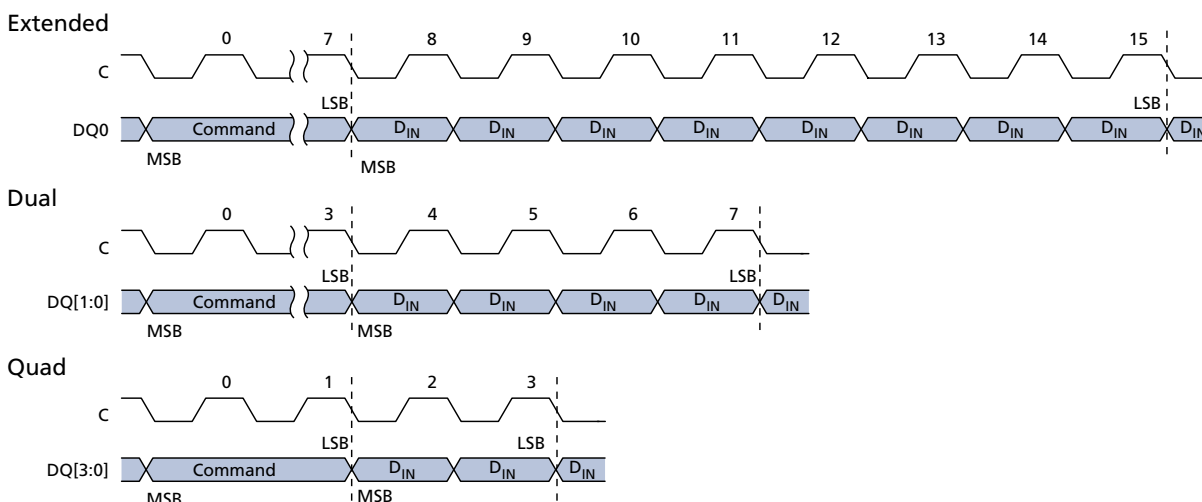 Extended
0 7 8 9 10 11 12 13 14 15
C
LSB LSB
DQ0 Command DIN DIN DIN DIN DIN DIN DIN DIN DIN
MSB MSB
Dual
0 3 4 5 6 7
C
LSB LSB
DQ[1:0] Command DIN DIN DIN DIN DIN
MSB MSB
Quad
0 1 2 3
C
LSB LSB
DQ[3:0] Command DIN DIN DIN
MSB MSB